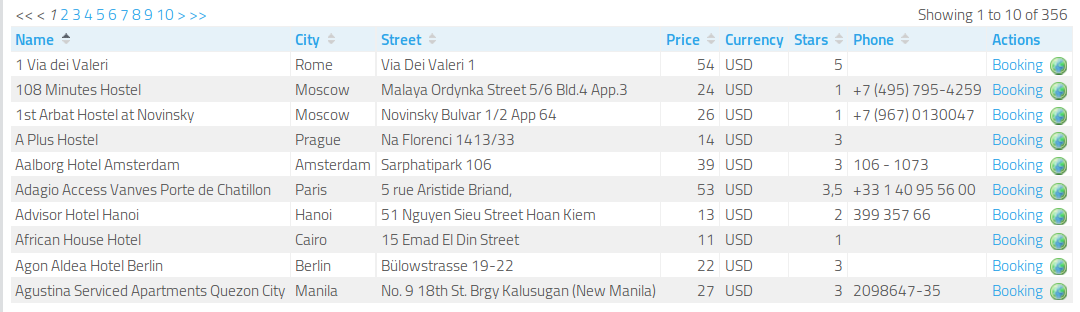 << < 1 2 3 4 5 6 7 8 9 10 > >> Showing 1 to 10 of 356
Name City Street Price Currency Stars Phone Actions
1 Via dei Valeri Rome Via Dei Valeri 1 54 USD 5 Booking
108 Minutes Hostel Moscow Malaya Ordynka Street 5/6 Bld.4 App.3 24 USD 1 +7 (495) 795-4259 Booking
1st Arbat Hostel at Novinsky Moscow Novinsky Bulvar 1/2 App 64 26 USD 1 +7 (967) 0130047 Booking
A Plus Hostel Prague Na Florenci 1413/33 14 USD 3 Booking
Aalborg Hotel Amsterdam Amsterdam Sarphatipark 106 39 USD 3 106 - 1073 Booking
Adagio Access Vanves Porte de Chatillon Paris 5 rue Aristide Briand, 53 USD 3,5 +33 1 40 95 56 00 Booking
Advisor Hotel Hanoi Hanoi 51 Nguyen Sieu Street Hoan Kiem 13 USD 2 399 357 66 Booking
African House Hotel Cairo 15 Emad El Din Street 11 USD 1 Booking
Agon Aldea Hotel Berlin Berlin Bülowstrasse 19-22 22 USD 3 Booking
Agustina Serviced Apartments Quezon City Manila No. 9 18th St. Brgy Kalusugan (New Manila) 27 USD 3 2098647-35 Booking